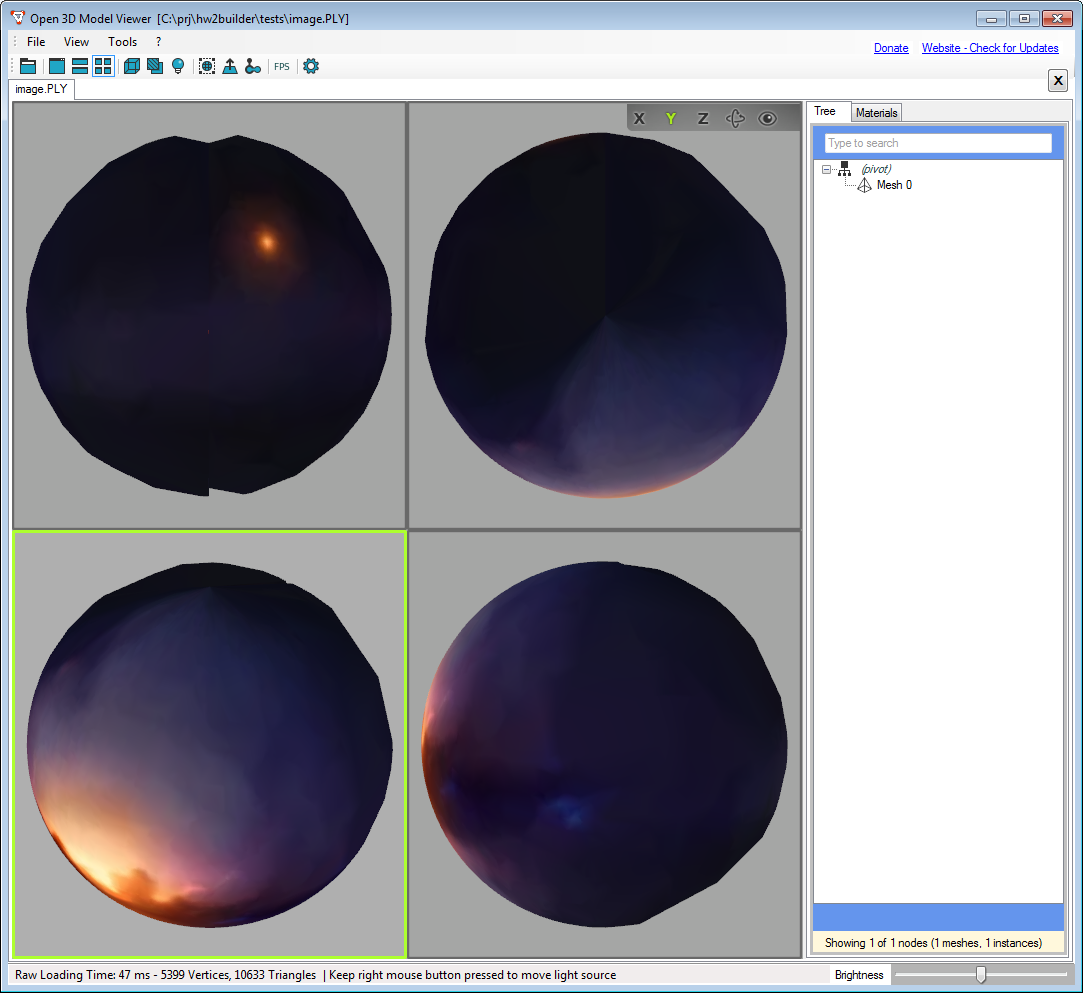 Open 3D Model Viewer [C:\prj\hw2builder\tests\image.PLY]
File View Tools ?
Donate Website - Check for Updates
FPS
image.PLY
X
X Y Z
Tree Materials
Type to search
(pivot)
Mesh 0
Showing 1 of 1 nodes (1 meshes, 1 instances)
Raw Loading Time: 47 ms - 5399 Vertices, 10633 Triangles | Keep right mouse button pressed to move light source
Brightness